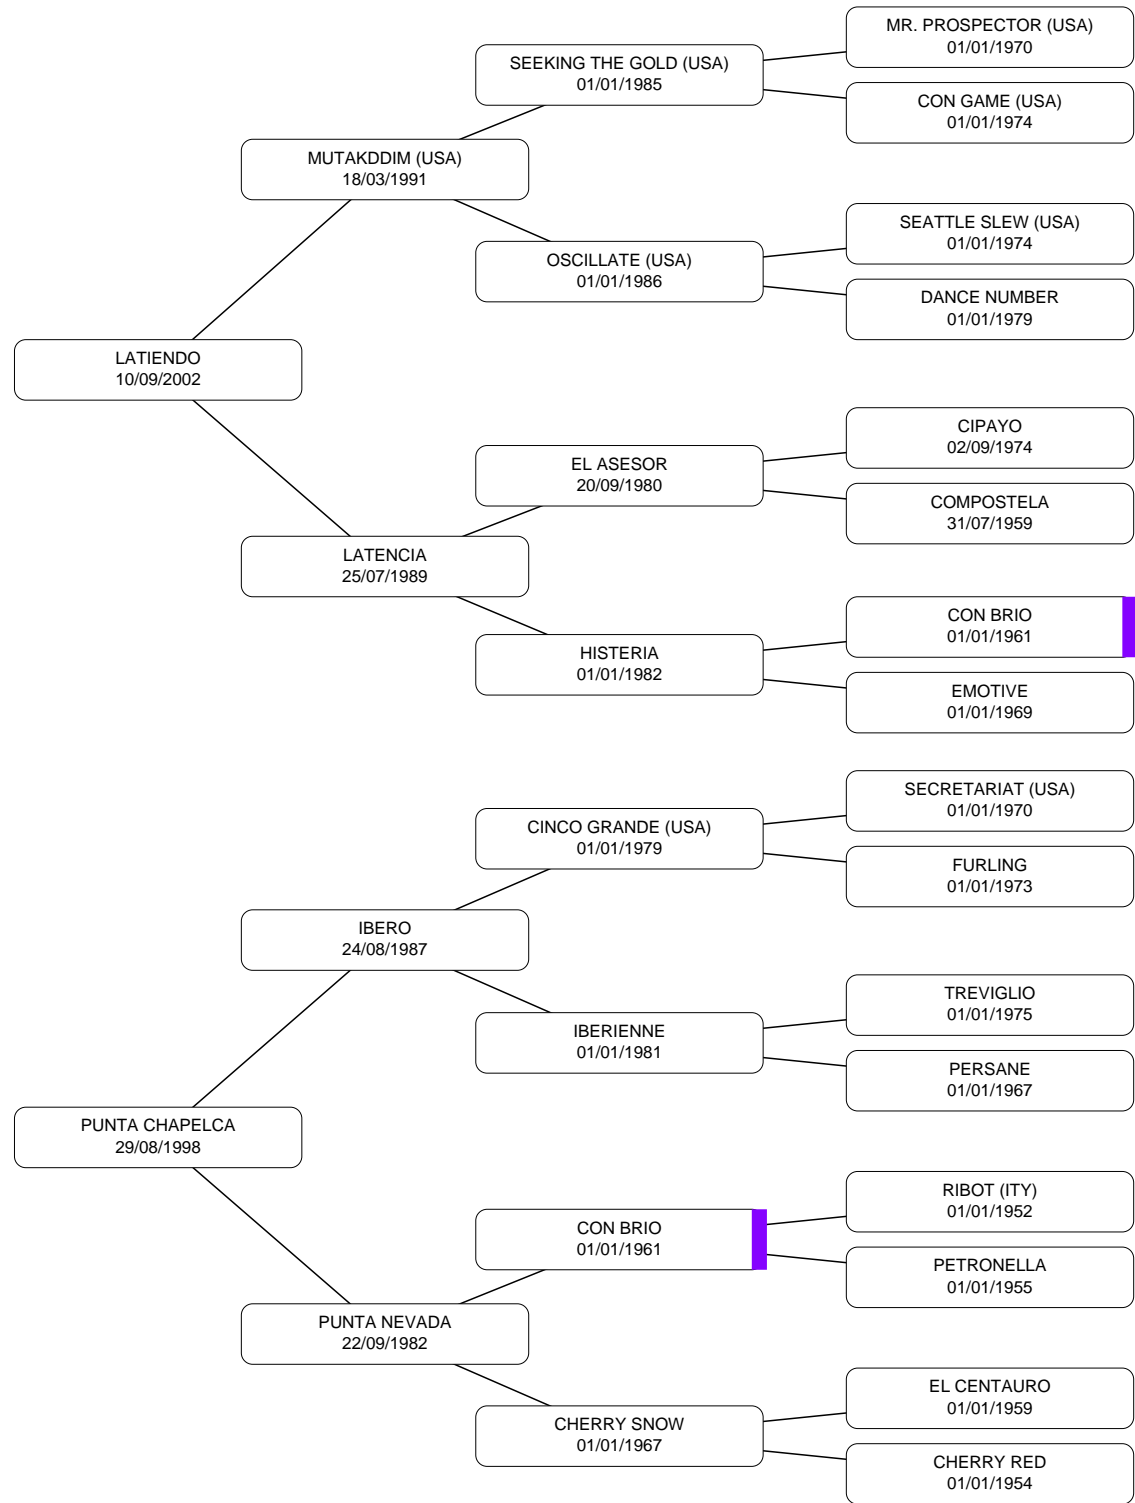 MR. PROSPECTOR (USA)
01/01/1970
SEEKING THE GOLD (USA)
01/01/1985
CON GAME (USA)
01/01/1974
MUTAKDDIM (USA)
18/03/1991
SEATTLE SLEW (USA)
01/01/1974
OSCILLATE (USA)
01/01/1986
DANCE NUMBER
01/01/1979
LATIENDO
10/09/2002
CIPAYO
02/09/1974
EL ASESOR
20/09/1980
COMPOSTELA
31/07/1959
LATENCIA
25/07/1989
CON BRIO
01/01/1961
HISTERIA
01/01/1982
EMOTIVE
01/01/1969
SECRETARIAT (USA)
01/01/1970
CINCO GRANDE (USA)
01/01/1979
FURLING
01/01/1973
IBERO
24/08/1987
TREVIGLIO
01/01/1975
IBERIENNE
01/01/1981
PERSANE
01/01/1967
PUNTA CHAPELCA
29/08/1998
RIBOT (ITY)
01/01/1952
CON BRIO
01/01/1961
PETRONELLA
01/01/1955
PUNTA NEVADA
22/09/1982
EL CENTAURO
01/01/1959
CHERRY SNOW
01/01/1967
CHERRY RED
01/01/1954